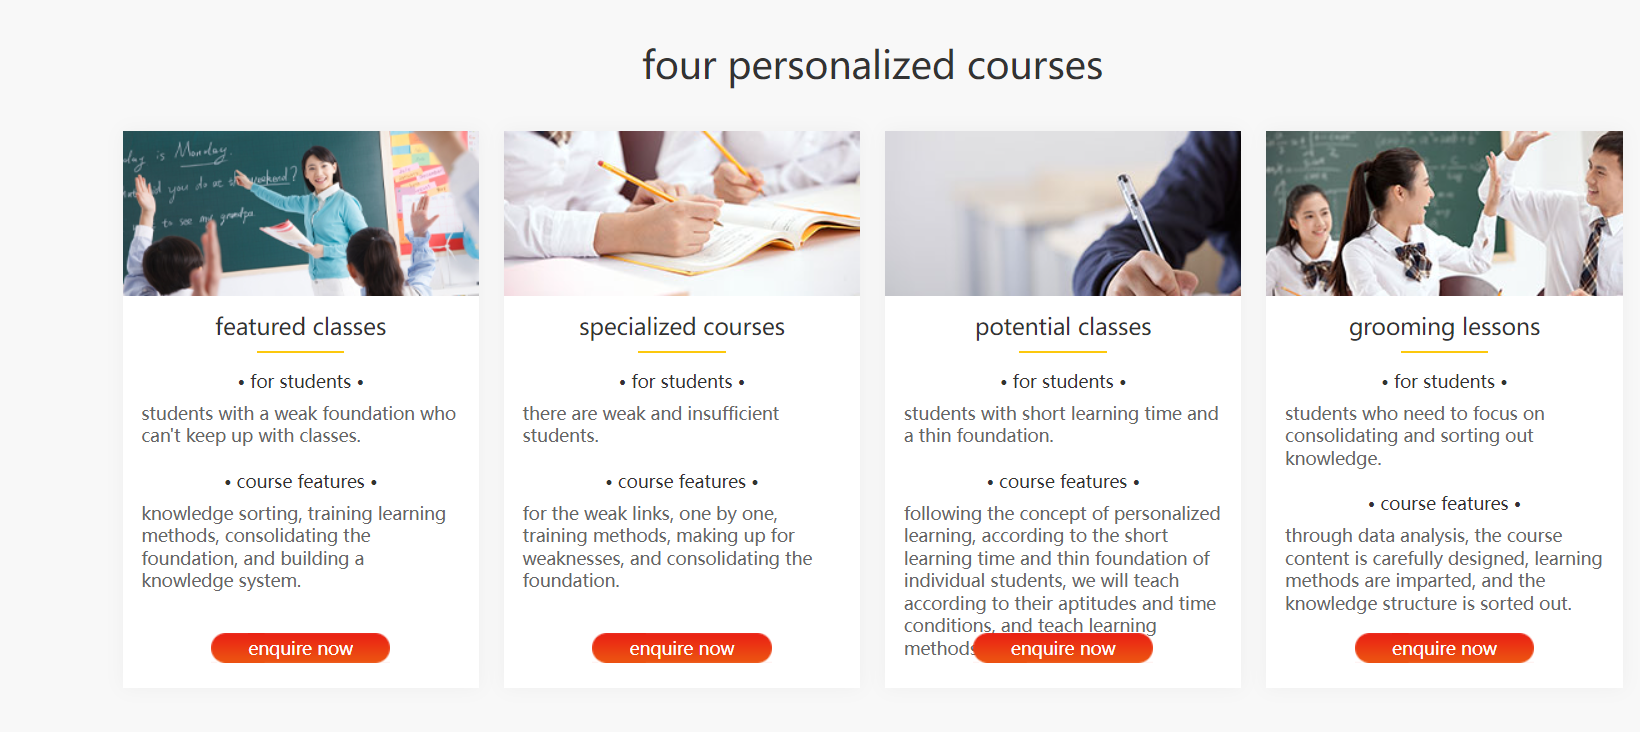 four personalized courses
day is Monday.
you do at the weekend?
to see my grandpa.
featured classes
• for students •
students with a weak foundation who
can't keep up with classes.
• course features •
knowledge sorting, training learning
methods, consolidating the
foundation, and building a
knowledge system.
enquire now
specialized courses
• for students •
there are weak and insufficient
students.
• course features •
for the weak links, one by one,
training methods, making up for
weaknesses, and consolidating the
foundation.
enquire now
potential classes
• for students •
students with short learning time and
a thin foundation.
• course features •
following the concept of personalized
learning, according to the short
learning time and thin foundation of
individual students, we will teach
according to their aptitudes and time
conditions, and teach learning
methods
enquire now
grooming lessons
• for students •
students who need to focus on
consolidating and sorting out
knowledge.
• course features •
through data analysis, the course
content is carefully designed, learning
methods are imparted, and the
knowledge structure is sorted out.
enquire now